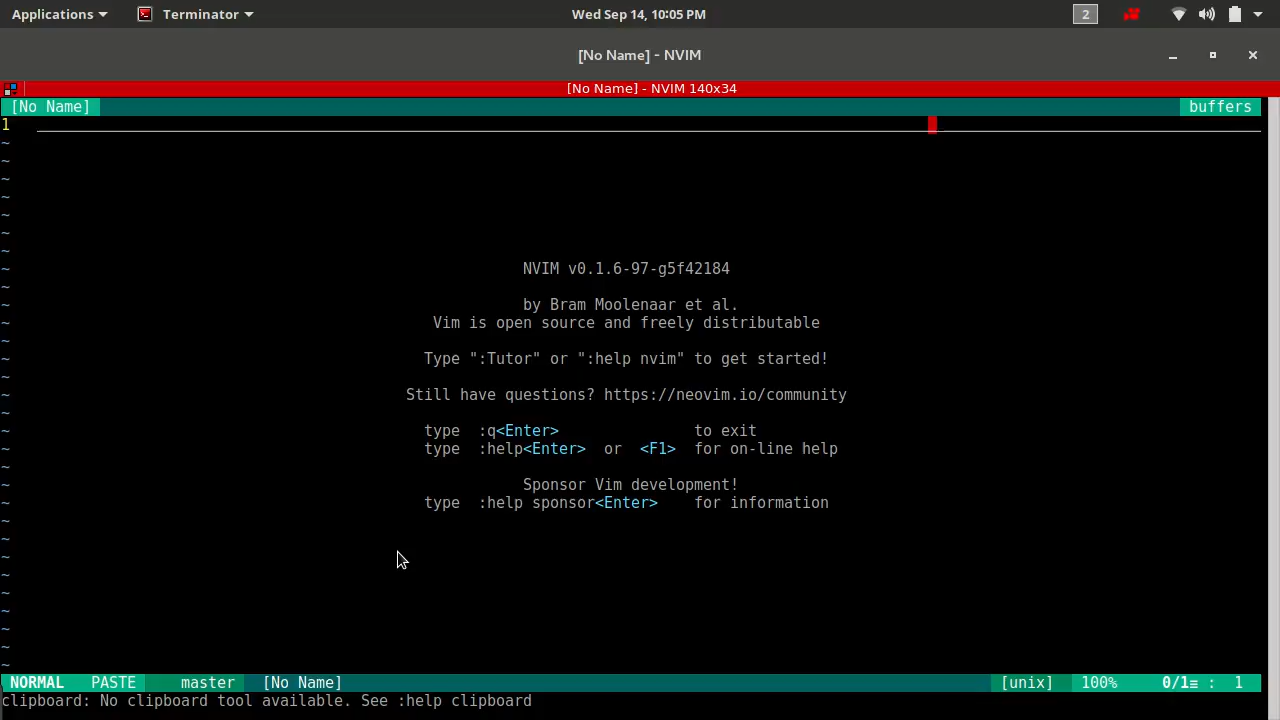 Applications Terminator Wed Sep 14, 10:05 PM 2
[No Name] - NVIM
[No Name] - NVIM 140x34
[No Name] buffers
1
~
~
~
~
~
~
~
~
NVIM v0.1.6-97-g5f42184
~
by Bram Moolenaar et al.
~
Vim is open source and freely distributable
~
Type ":Tutor" or ":help nvim" to get started!
~
Still have questions? https://neovim.io/community
~
type :q<Enter> to exit
~
type :help<Enter> or <F1> for on-line help
~
Sponsor Vim development!
~
type :help sponsor<Enter> for information
~
~
~
~
~
~
~
~
~
NORMAL PASTE master [No Name] [unix] 100% 0/1≡ : 1
clipboard: No clipboard tool available. See :help clipboard